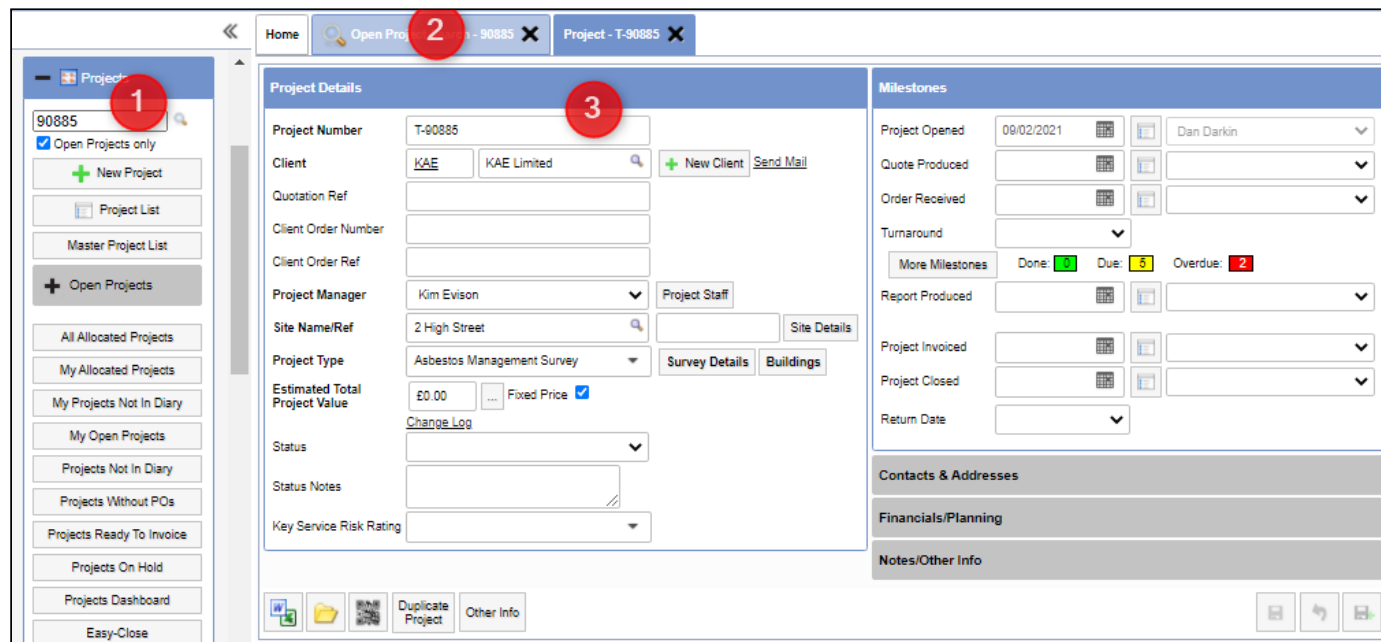 Home
Open Pro - 90885
Project - T-90885
2
Projects
1
90885
Open Projects only
New Project
Project List
Master Project List
Open Projects
All Allocated Projects
My Allocated Projects
My Projects Not In Diary
My Open Projects
Projects Not In Diary
Projects Without POs
Projects Ready To Invoice
Projects On Hold
Projects Dashboard
Easy-Close
Project Details
3
Project Number T-90885
Client KAE KAE Limited New Client Send Mail
Quotation Ref
Client Order Number
Client Order Ref
Project Manager Kim Evison Project Staff
Site Name/Ref 2 High Street Site Details
Project Type Asbestos Management Survey Survey Details Buildings
Estimated Total
Project Value £0.00 ... Fixed Price
Change Log
Status
Status Notes
Key Service Risk Rating
Duplicate
Project
Other Info
Milestones
Project Opened 09/02/2021 Dan Darkin
Quote Produced
Order Received
Turnaround
More Milestones Done: 0 Due: 5 Overdue: 2
Report Produced
Project Invoiced
Project Closed
Return Date
Contacts & Addresses
Financials/Planning
Notes/Other Info